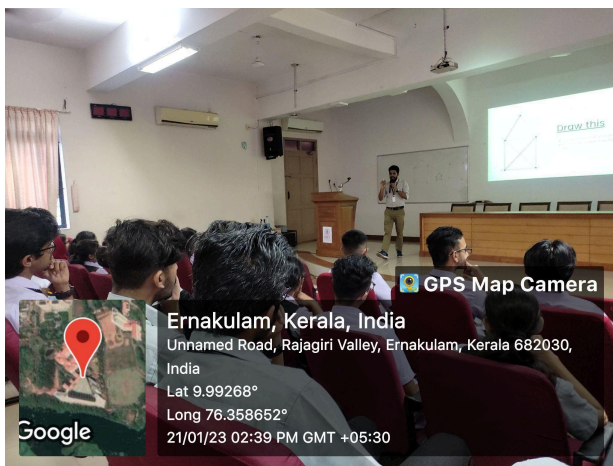 Draw this
GPS Map Camera
Ernakulam, Kerala, India
Unnamed Road, Rajagiri Valley, Ernakulam, Kerala 682030,
India
Lat 9.99268°
Long 76.358652°
21/01/23 02:39 PM GMT +05:30
Google